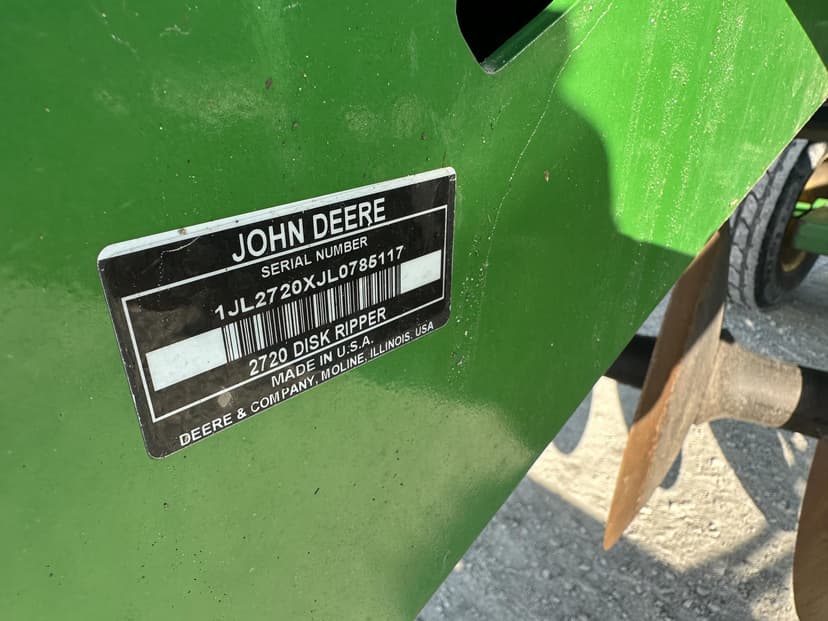 JOHN DEERE
SERIAL NUMBER
1JL2720XJL0785117
2720 DISK RIPPER
MADE IN U.S.A.
DEERE & COMPANY, MOLINE, ILLINOIS, USA